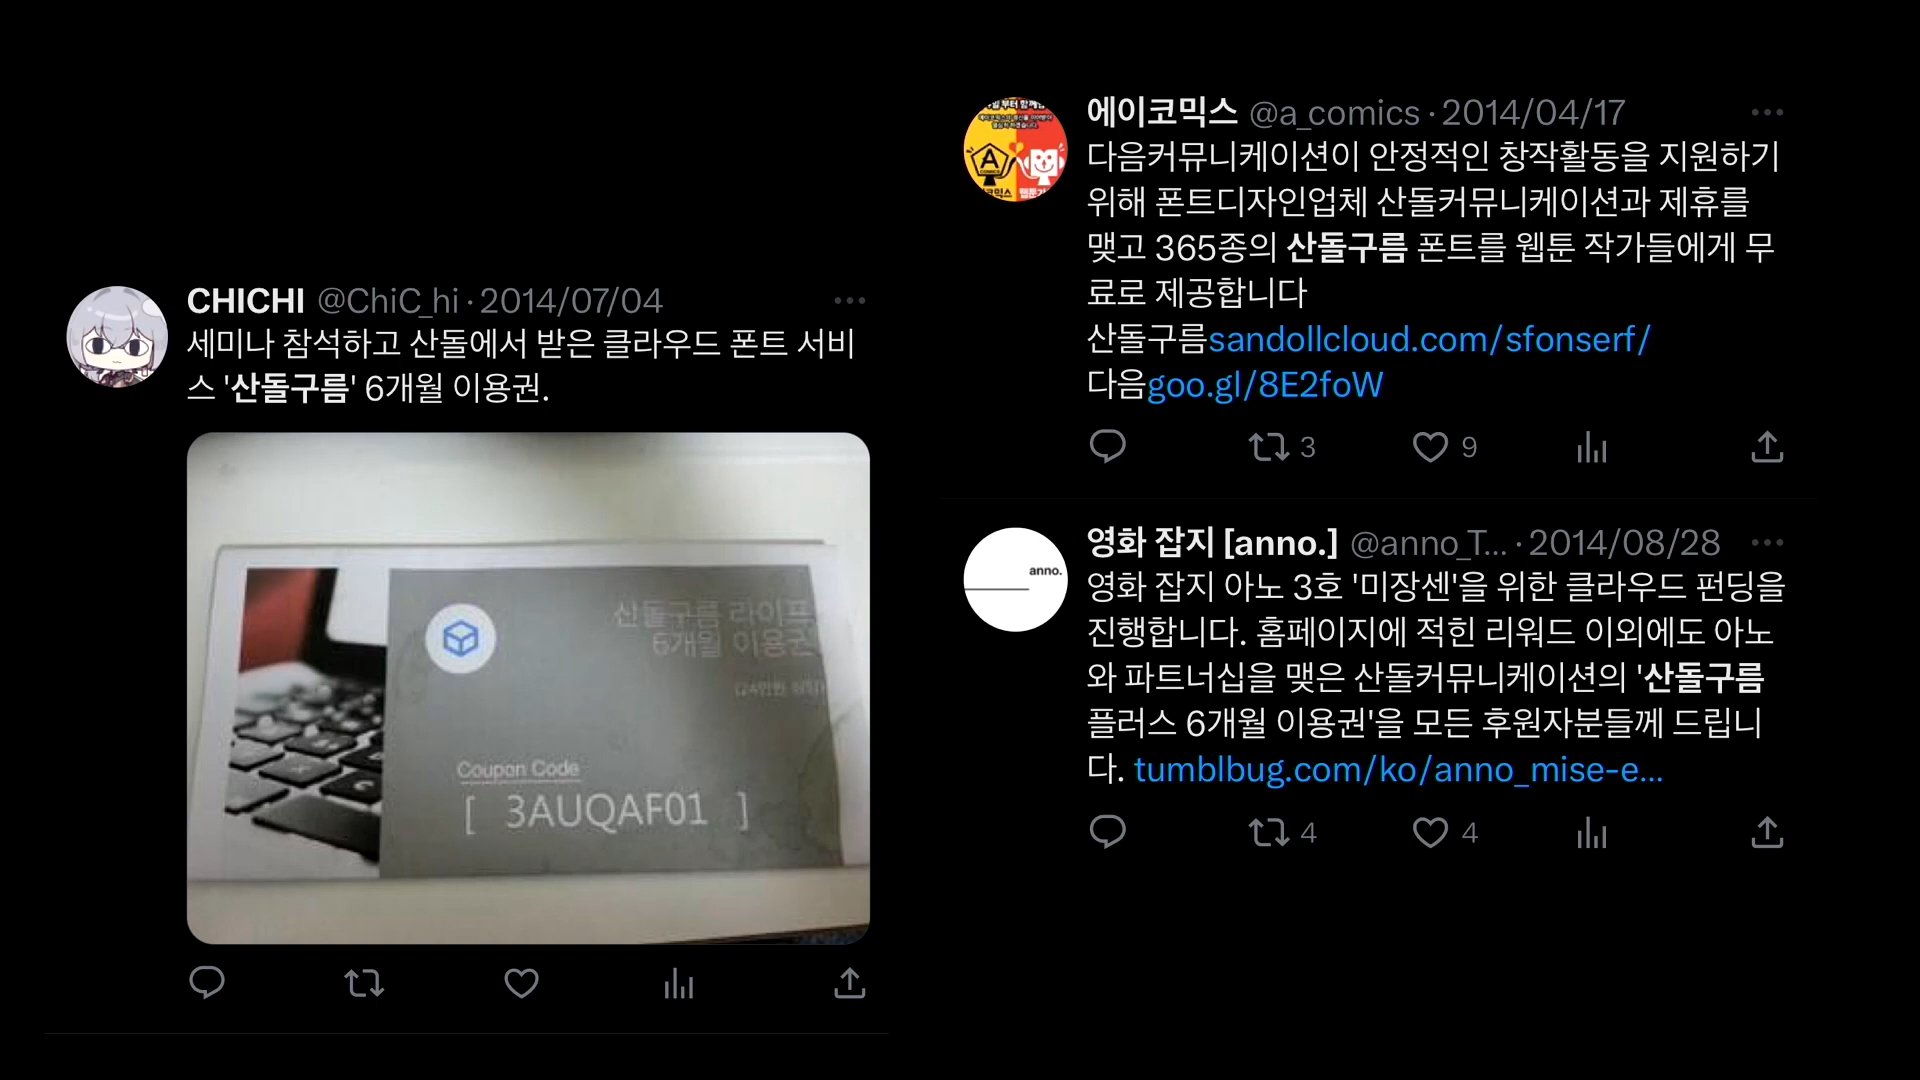 CHICHI @ChiC_hi · 2014/07/04
세미나 참석하고 산돌에서 받은 클라우드 폰트 서비
스 '산돌구름' 6개월 이용권.
산돌구름 라이프
6개월 이용권
Coupon Code
[ 3AUQAF01 ]
에이코믹스 @a_comics · 2014/04/17
다음커뮤니케이션이 안정적인 창작활동을 지원하기
위해 폰트디자인업체 산돌커뮤니케이션과 제휴를
맺고 365종의 산돌구름 폰트를 웹툰 작가들에게 무
료로 제공합니다
산돌구름sandollcloud.com/sfonserf/
다음goo.gl/8E2foW
3 9
anno.
영화 잡지 [anno.] @anno_T... · 2014/08/28
영화 잡지 아노 3호 '미장센'을 위한 클라우드 펀딩을
진행합니다. 홈페이지에 적힌 리워드 이외에도 아노
와 파트너십을 맺은 산돌커뮤니케이션의 '산돌구름
플러스 6개월 이용권'을 모든 후원자분들께 드립니
다. tumblbug.com/ko/anno_mise-e...
4 4